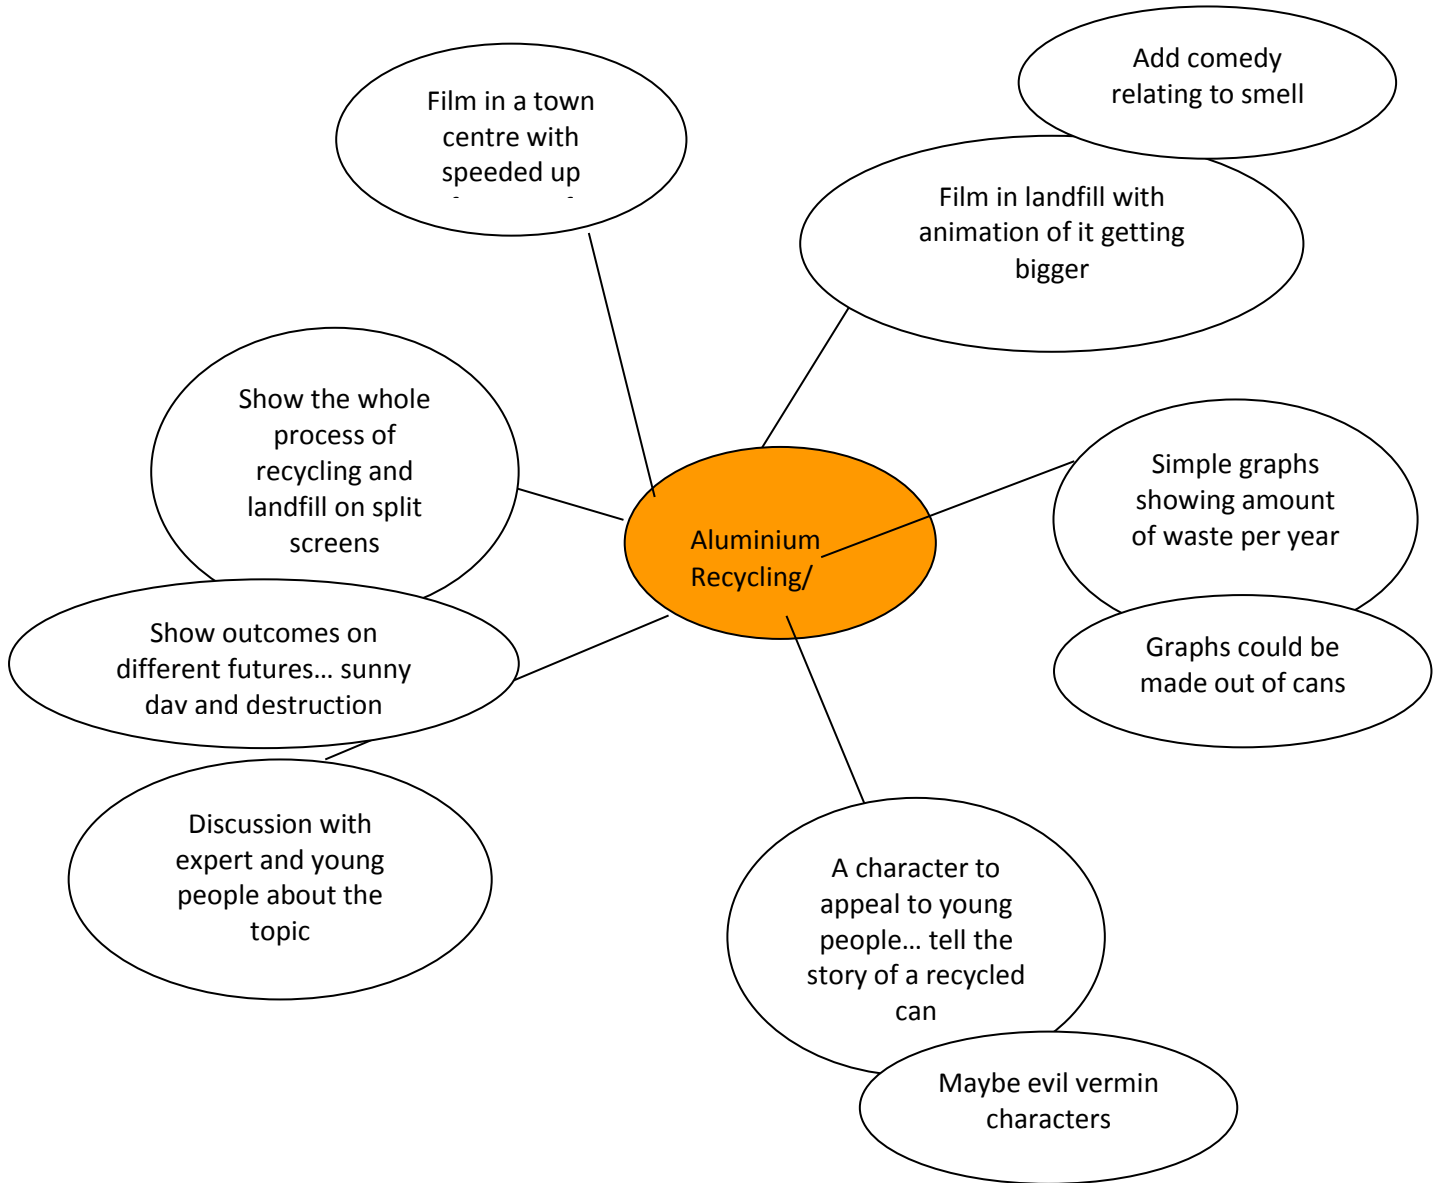 Add comedy
relating to smell
Film in a town
centre with
speeded up
Film in landfill with
animation of it getting
bigger
Show the whole
process of
recycling and
landfill on split
screens
Simple graphs
showing amount
of waste per year
Aluminium
Recycling/
Show outcomes on
different futures... sunny
day and destruction
Graphs could be
made out of cans
Discussion with
expert and young
people about the
topic
A character to
appeal to young
people... tell the
story of a recycled
can
Maybe evil vermin
characters